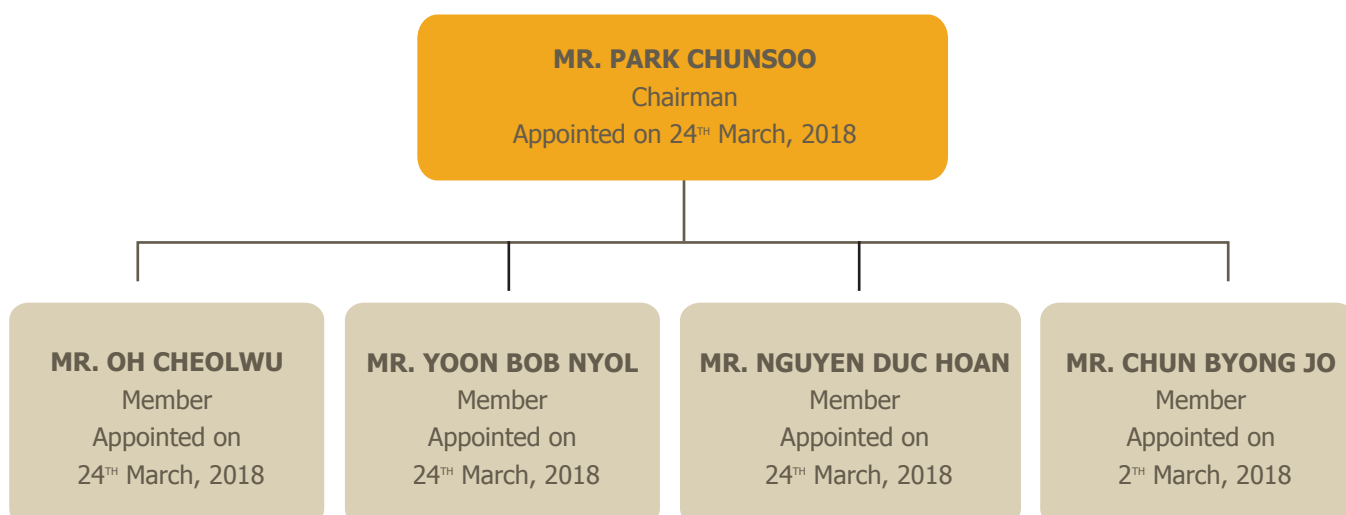 MR. PARK CHUNSOO
Chairman
Appointed on 24TH March, 2018
MR. OH CHEOLWU
Member
Appointed on
24TH March, 2018
MR. YOON BOB NYOL
Member
Appointed on
24TH March, 2018
MR. NGUYEN DUC HOAN
Member
Appointed on
24TH March, 2018
MR. CHUN BYONG JO
Member
Appointed on
2TH March, 2018